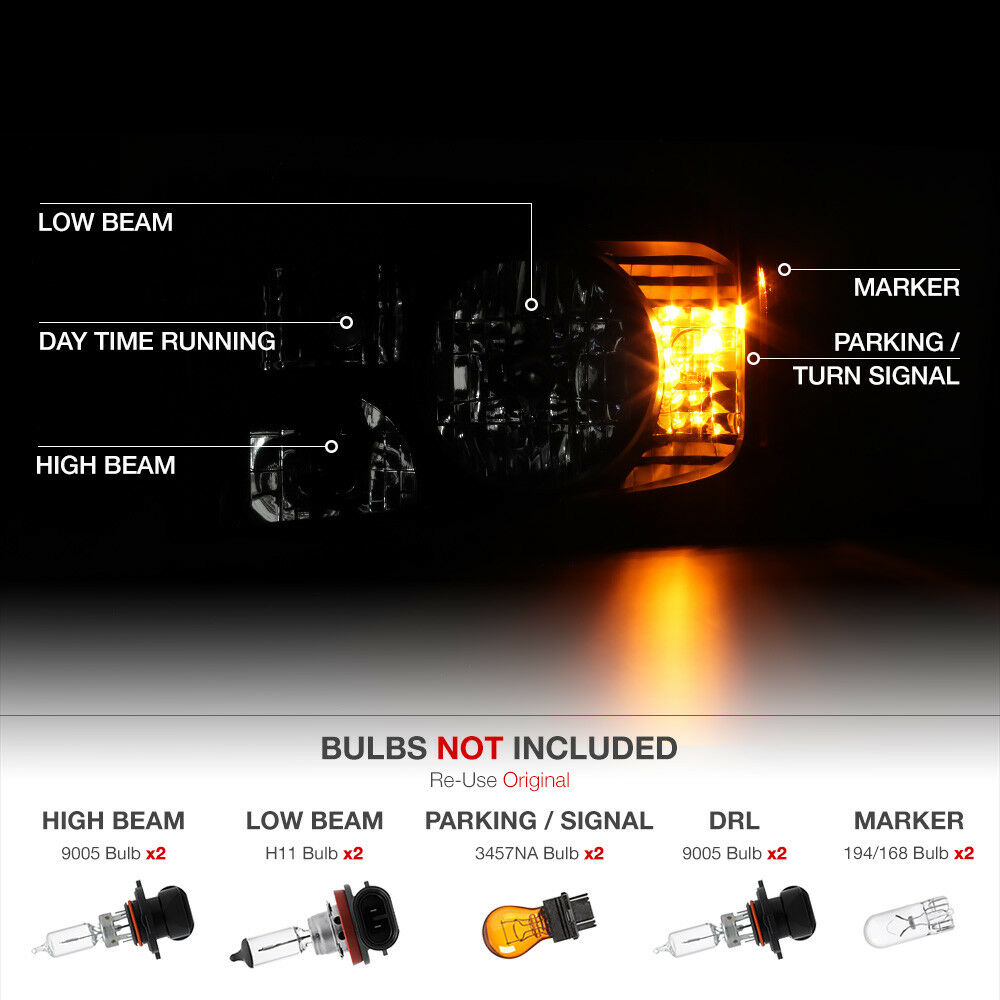 LOW BEAM
DAY TIME RUNNING
HIGH BEAM
MARKER
PARKING /
TURN SIGNAL
BULBS NOT INCLUDED
Re-Use Original
HIGH BEAM
9005 Bulb x2
LOW BEAM
H11 Bulb x2
PARKING / SIGNAL
3457NA Bulb x2
DRL
9005 Bulb x2
MARKER
194/168 Bulb x2